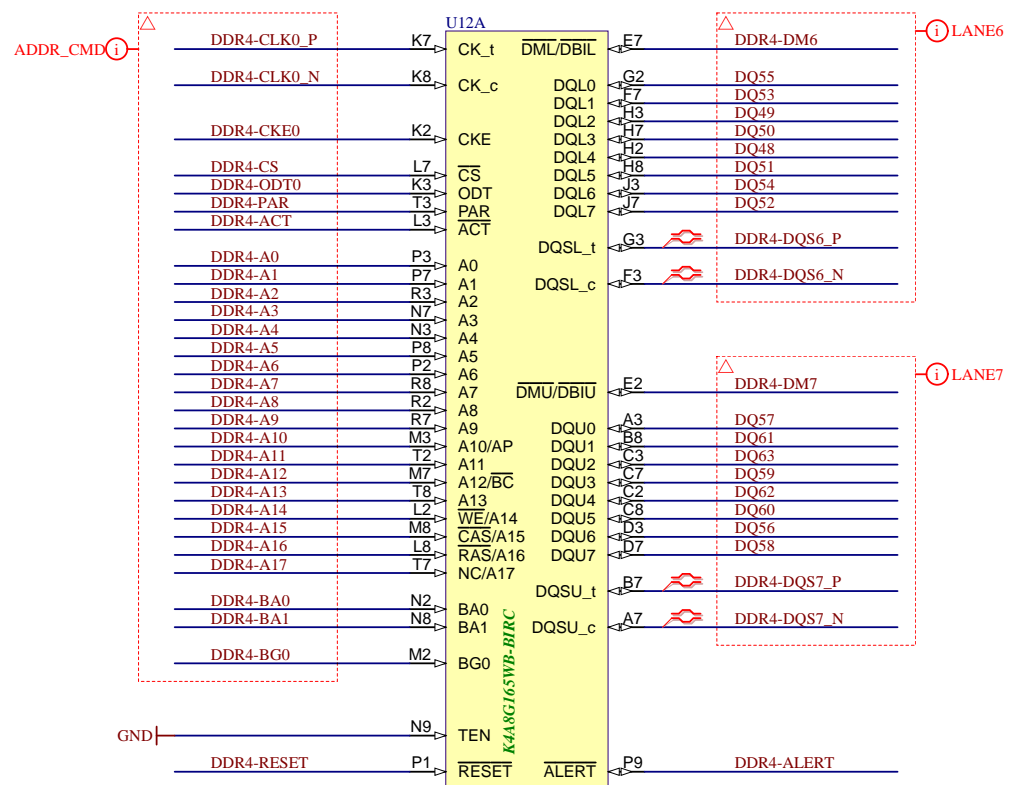 U12A
ADDR_CMD i
DDR4-CLK0_P K7 CK_t
DDR4-CLK0_N K8 CK_c
DDR4-CKE0 K2 CKE
DDR4-CS L7 CS
DDR4-ODT0 K3 ODT
DDR4-PAR T3 PAR
DDR4-ACT L3 ACT
DDR4-A0 P3 A0
DDR4-A1 P7 A1
DDR4-A2 R3 A2
DDR4-A3 N7 A3
DDR4-A4 N3 A4
DDR4-A5 P8 A5
DDR4-A6 P2 A6
DDR4-A7 R8 A7
DDR4-A8 R2 A8
DDR4-A9 R7 A9
DDR4-A10 M3 A10/AP
DDR4-A11 T2 A11
DDR4-A12 M7 A12/BC
DDR4-A13 T8 A13
DDR4-A14 L2 WE/A14
DDR4-A15 M8 CAS/A15
DDR4-A16 L8 RAS/A16
DDR4-A17 T7 NC/A17
DDR4-BA0 N2 BA0
DDR4-BA1 N8 BA1
DDR4-BG0 M2 BG0
GND N9 TEN
DDR4-RESET P1 RESET
K4A8G165WB-BIRC
i LANE6
DML/DBIL E7 DDR4-DM6
DQL0 G2 DQ55
DQL1 F7 DQ53
DQL2 H3 DQ49
DQL3 H7 DQ50
DQL4 H2 DQ48
DQL5 H8 DQ51
DQL6 J3 DQ54
DQL7 J7 DQ52
DQSL_t G3 DDR4-DQS6_P
DQSL_c F3 DDR4-DQS6_N
i LANE7
DMU/DBIU E2 DDR4-DM7
DQU0 A3 DQ57
DQU1 B8 DQ61
DQU2 C3 DQ63
DQU3 C7 DQ59
DQU4 C2 DQ62
DQU5 C8 DQ60
DQU6 D3 DQ56
DQU7 D7 DQ58
DQSU_t B7 DDR4-DQS7_P
DQSU_c A7 DDR4-DQS7_N
ALERT P9 DDR4-ALERT